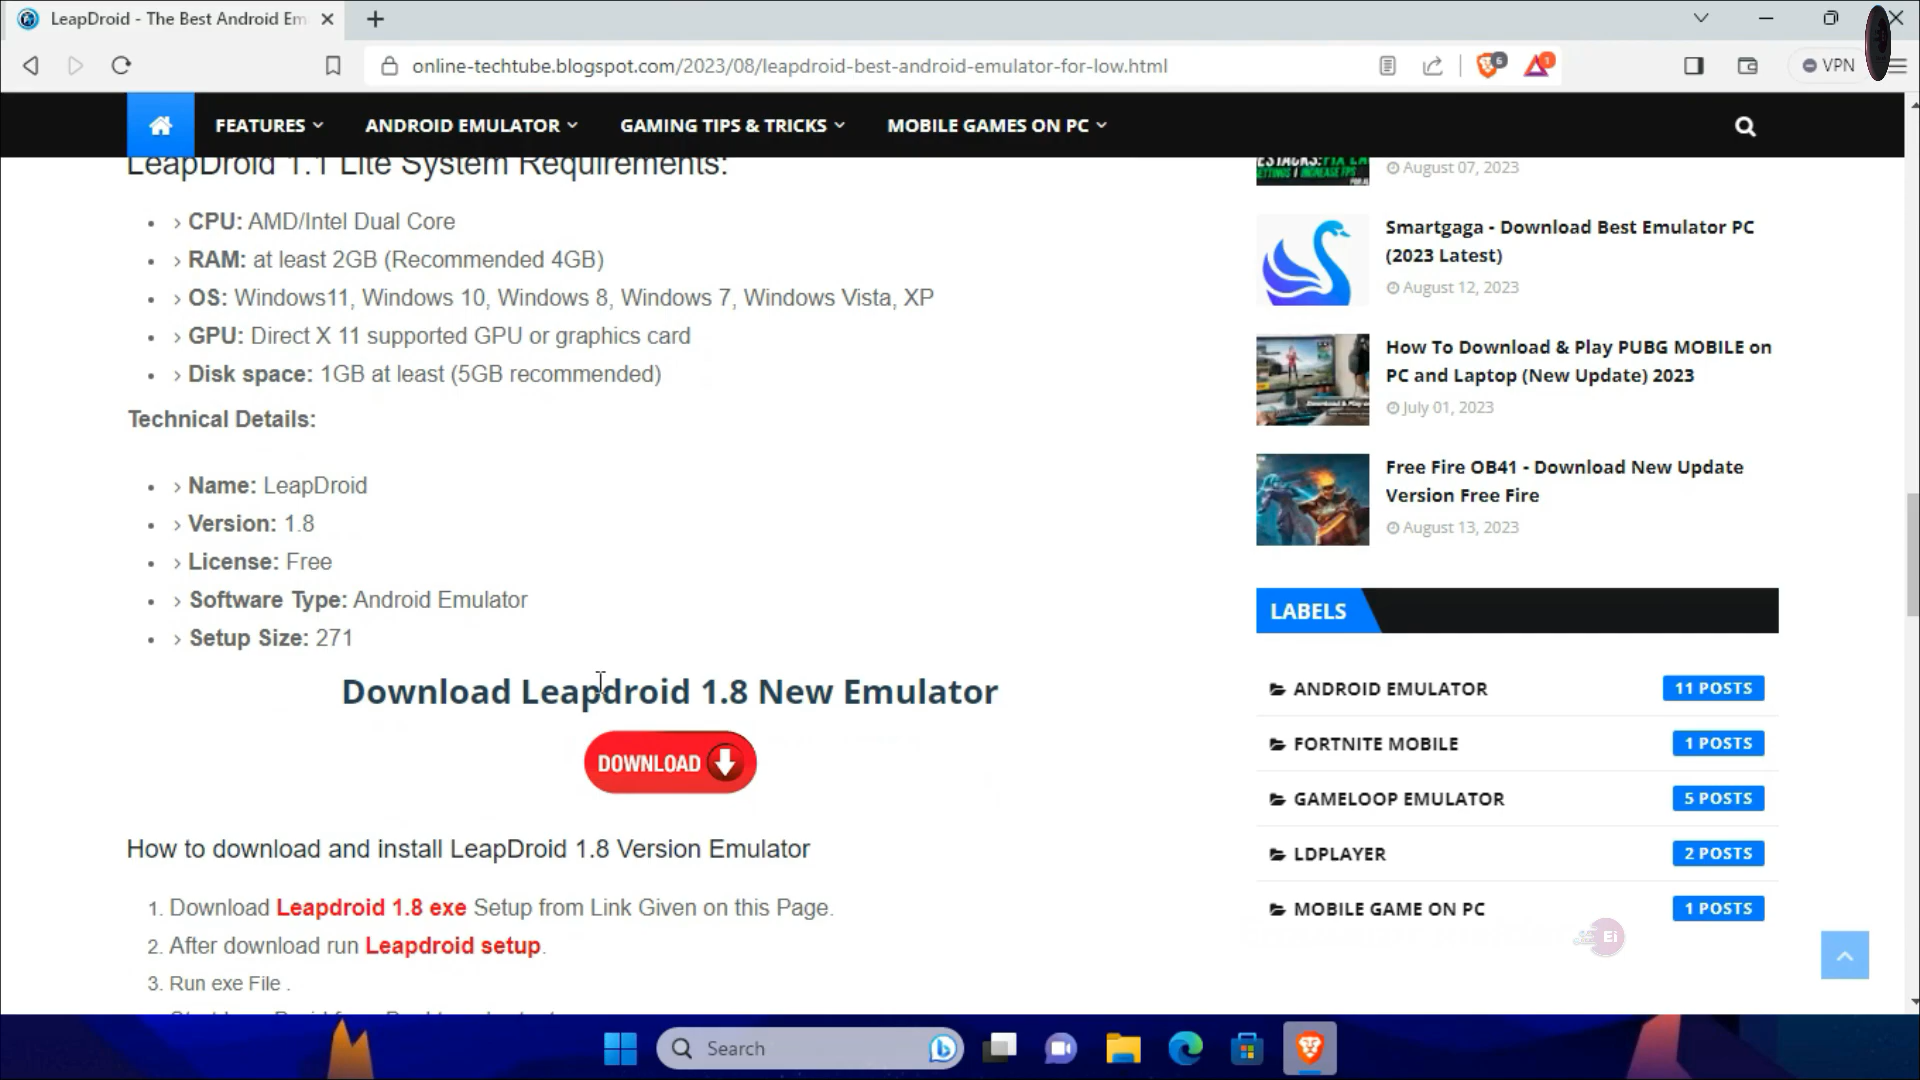 LeapDroid - The Best Android Em
online-techtube.blogspot.com/2023/08/leapdroid-best-android-emulator-for-low.html
6
1
VPN
FEATURES
ANDROID EMULATOR
GAMING TIPS & TRICKS
MOBILE GAMES ON PC
LeapDroid 1.1 Lite System Requirements:
• › CPU: AMD/Intel Dual Core
• › RAM: at least 2GB (Recommended 4GB)
• › OS: Windows11, Windows 10, Windows 8, Windows 7, Windows Vista, XP
• › GPU: Direct X 11 supported GPU or graphics card
• › Disk space: 1GB at least (5GB recommended)
Technical Details:
• › Name: LeapDroid
• › Version: 1.8
• › License: Free
• › Software Type: Android Emulator
• › Setup Size: 271
Download Leapdroid 1.8 New Emulator
DOWNLOAD
How to download and install LeapDroid 1.8 Version Emulator
1. Download Leapdroid 1.8 exe Setup from Link Given on this Page.
2. After download run Leapdroid setup.
3. Run exe File .
August 07, 2023
Smartgaga - Download Best Emulator PC
(2023 Latest)
August 12, 2023
How To Download & Play PUBG MOBILE on
PC and Laptop (New Update) 2023
July 01, 2023
Free Fire OB41 - Download New Update
Version Free Fire
August 13, 2023
LABELS
ANDROID EMULATOR 11 POSTS
FORTNITE MOBILE 1 POSTS
GAMELOOP EMULATOR 5 POSTS
LDPLAYER 2 POSTS
MOBILE GAME ON PC 1 POSTS
Ei
Search